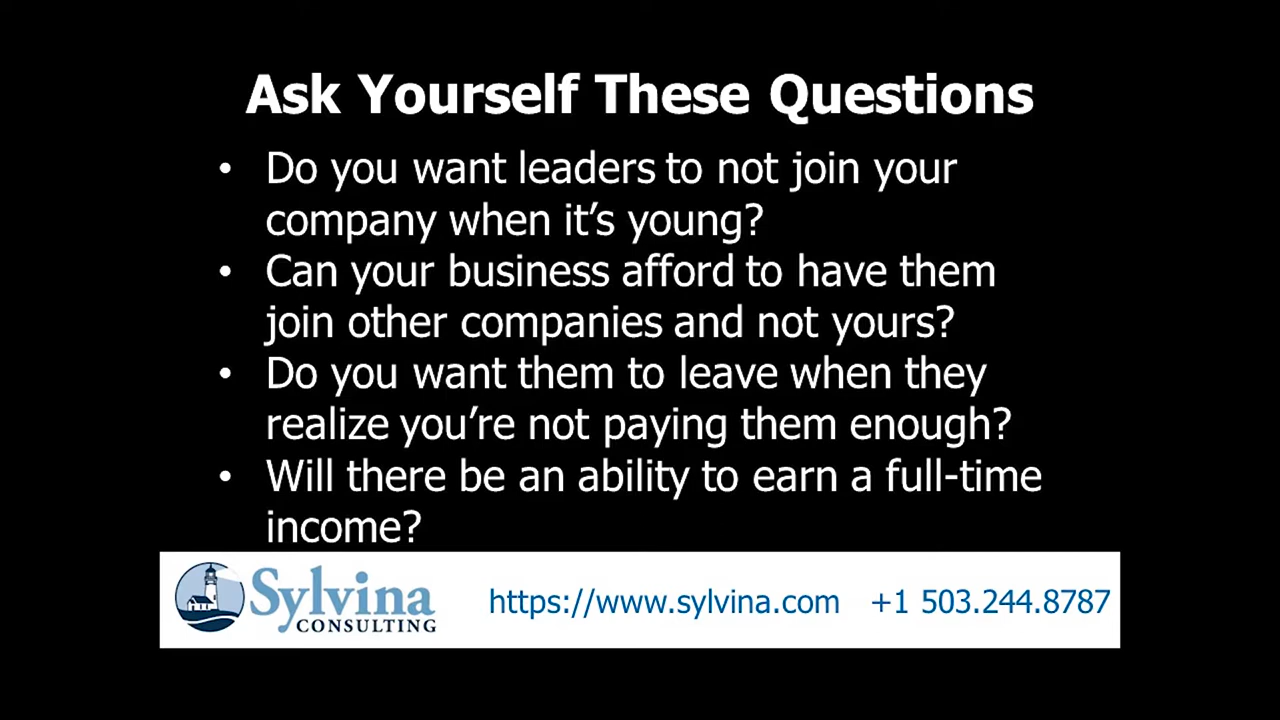 Ask Yourself These Questions
• Do you want leaders to not join your
company when it’s young?
• Can your business afford to have them
join other companies and not yours?
• Do you want them to leave when they
realize you’re not paying them enough?
• Will there be an ability to earn a full-time
income?
Sylvina
CONSULTING
https://www.sylvina.com +1 503.244.8787